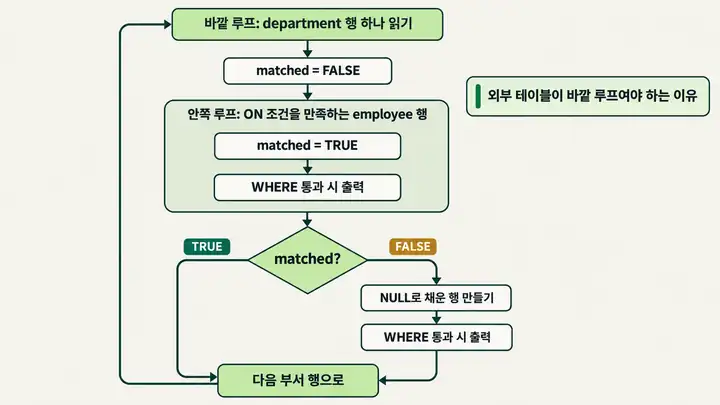 바깥 루프: department 행 하나 읽기
matched = FALSE
외부 테이블이 바깥 루프여야 하는 이유
안쪽 루프: ON 조건을 만족하는 employee 행
matched = TRUE
WHERE 통과 시 출력
TRUE
matched?
FALSE
NULL로 채운 행 만들기
WHERE 통과 시 출력
다음 부서 행으로